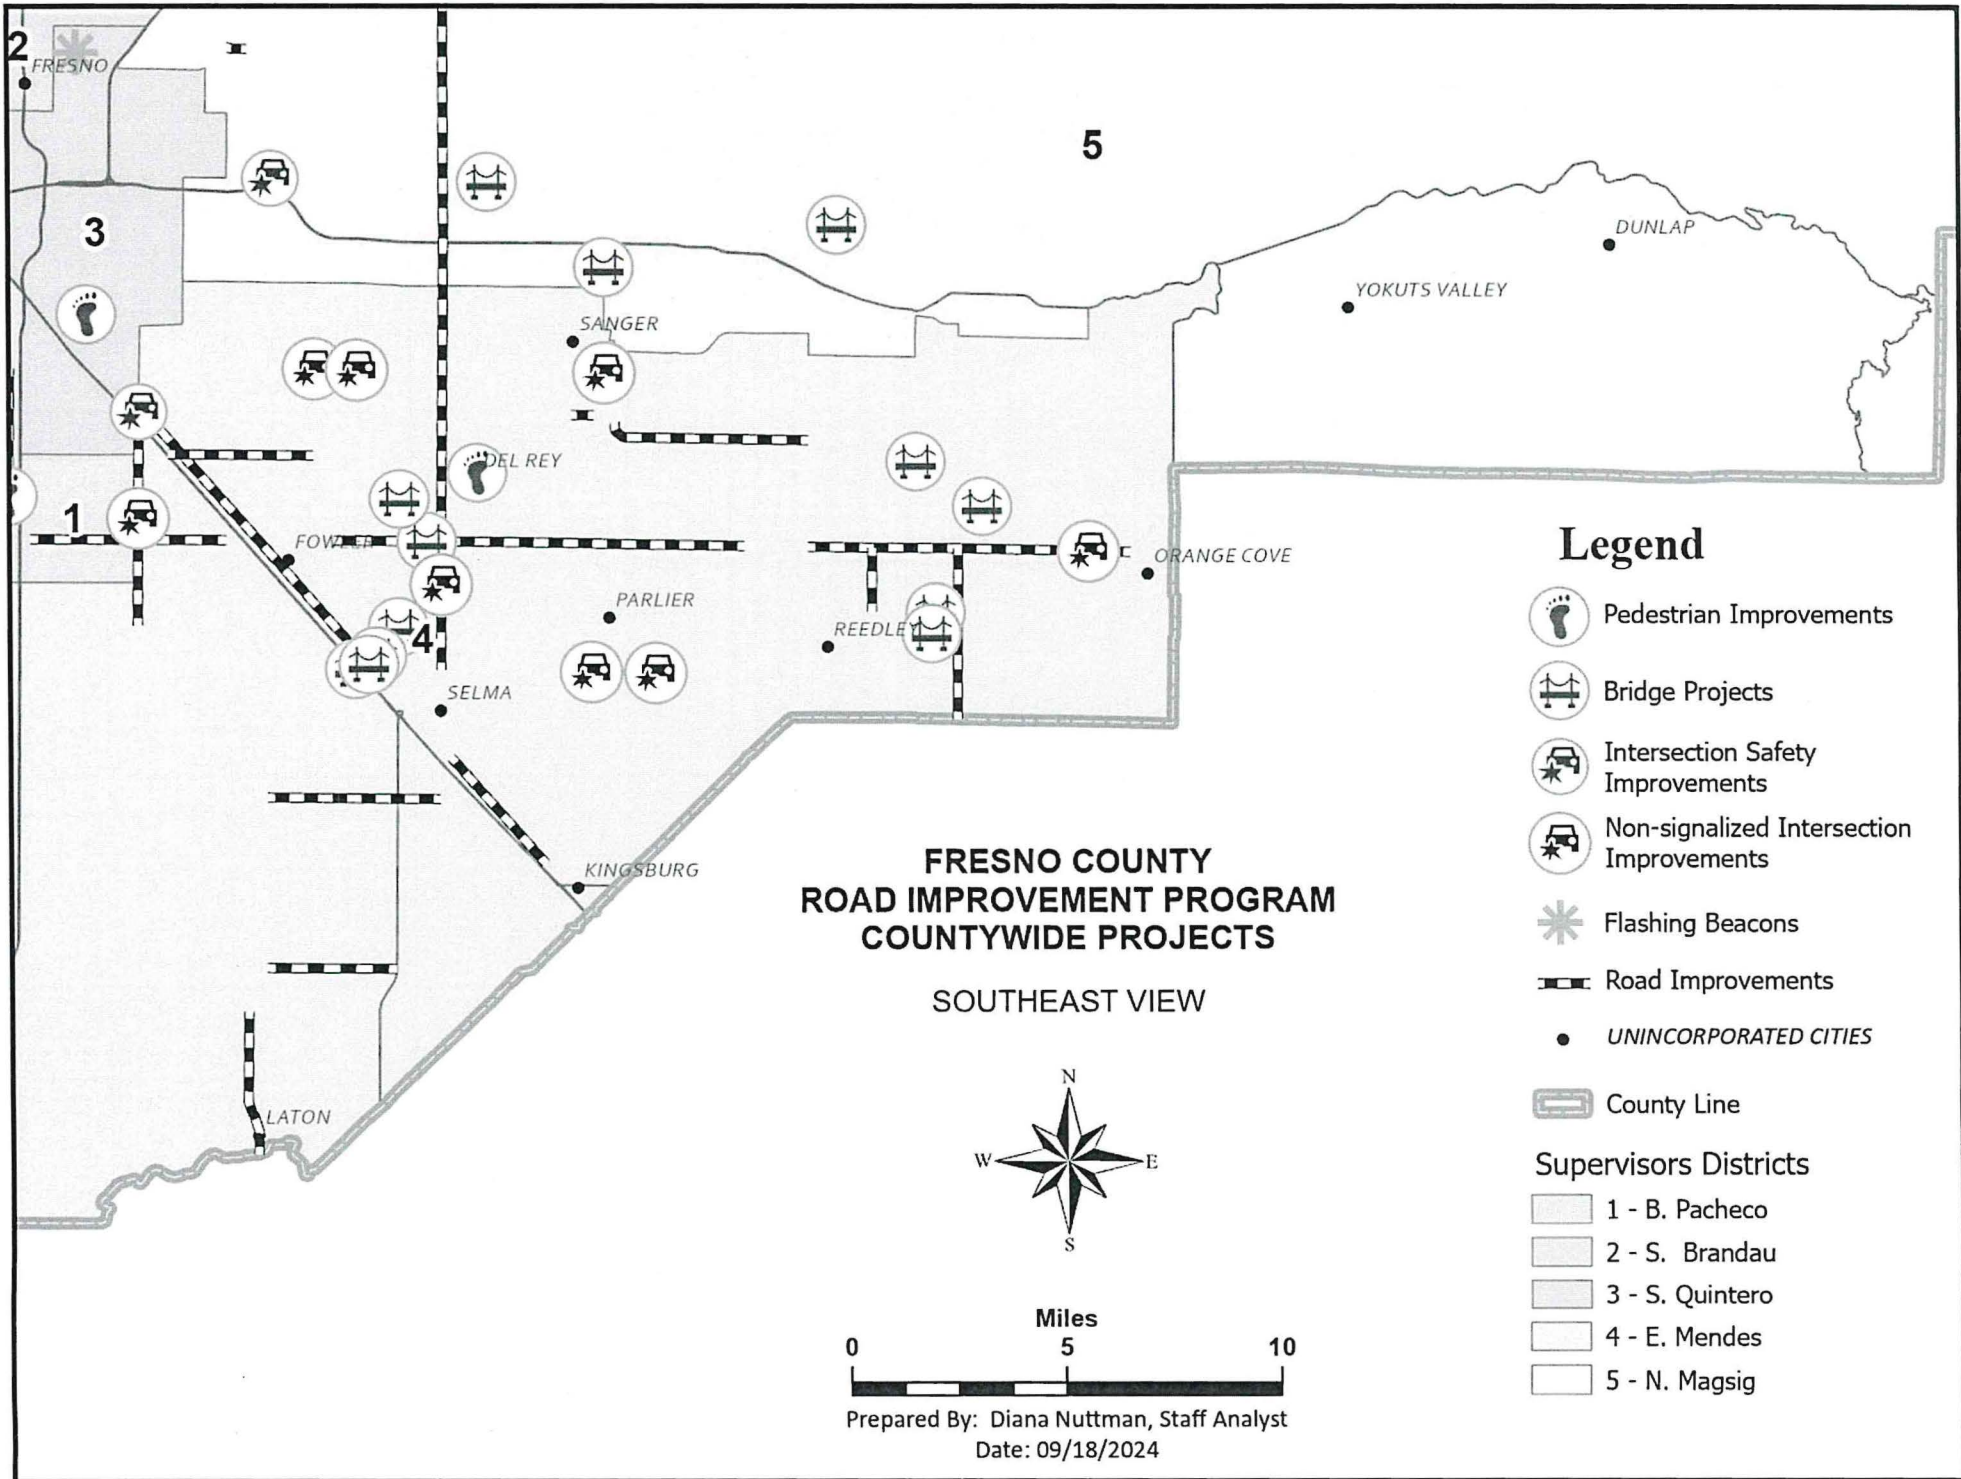 2
FRESNO
5
3
DUNLAP
YOKUTS VALLEY
SANGER
DEL REY
1
FOWLER
ORANGE COVE
PARLIER
4
REEDLEY
SELMA
KINGSBURG
LATON
FRESNO COUNTY
ROAD IMPROVEMENT PROGRAM
COUNTYWIDE PROJECTS
SOUTHEAST VIEW
N
W E
S
Miles
0 5 10
Prepared By: Diana Nuttman, Staff Analyst
Date: 09/18/2024
Legend
Pedestrian Improvements
Bridge Projects
Intersection Safety
Improvements
Non-signalized Intersection
Improvements
Flashing Beacons
Road Improvements
UNINCORPORATED CITIES
County Line
Supervisors Districts
1 - B. Pacheco
2 - S. Brandau
3 - S. Quintero
4 - E. Mendes
5 - N. Magsig